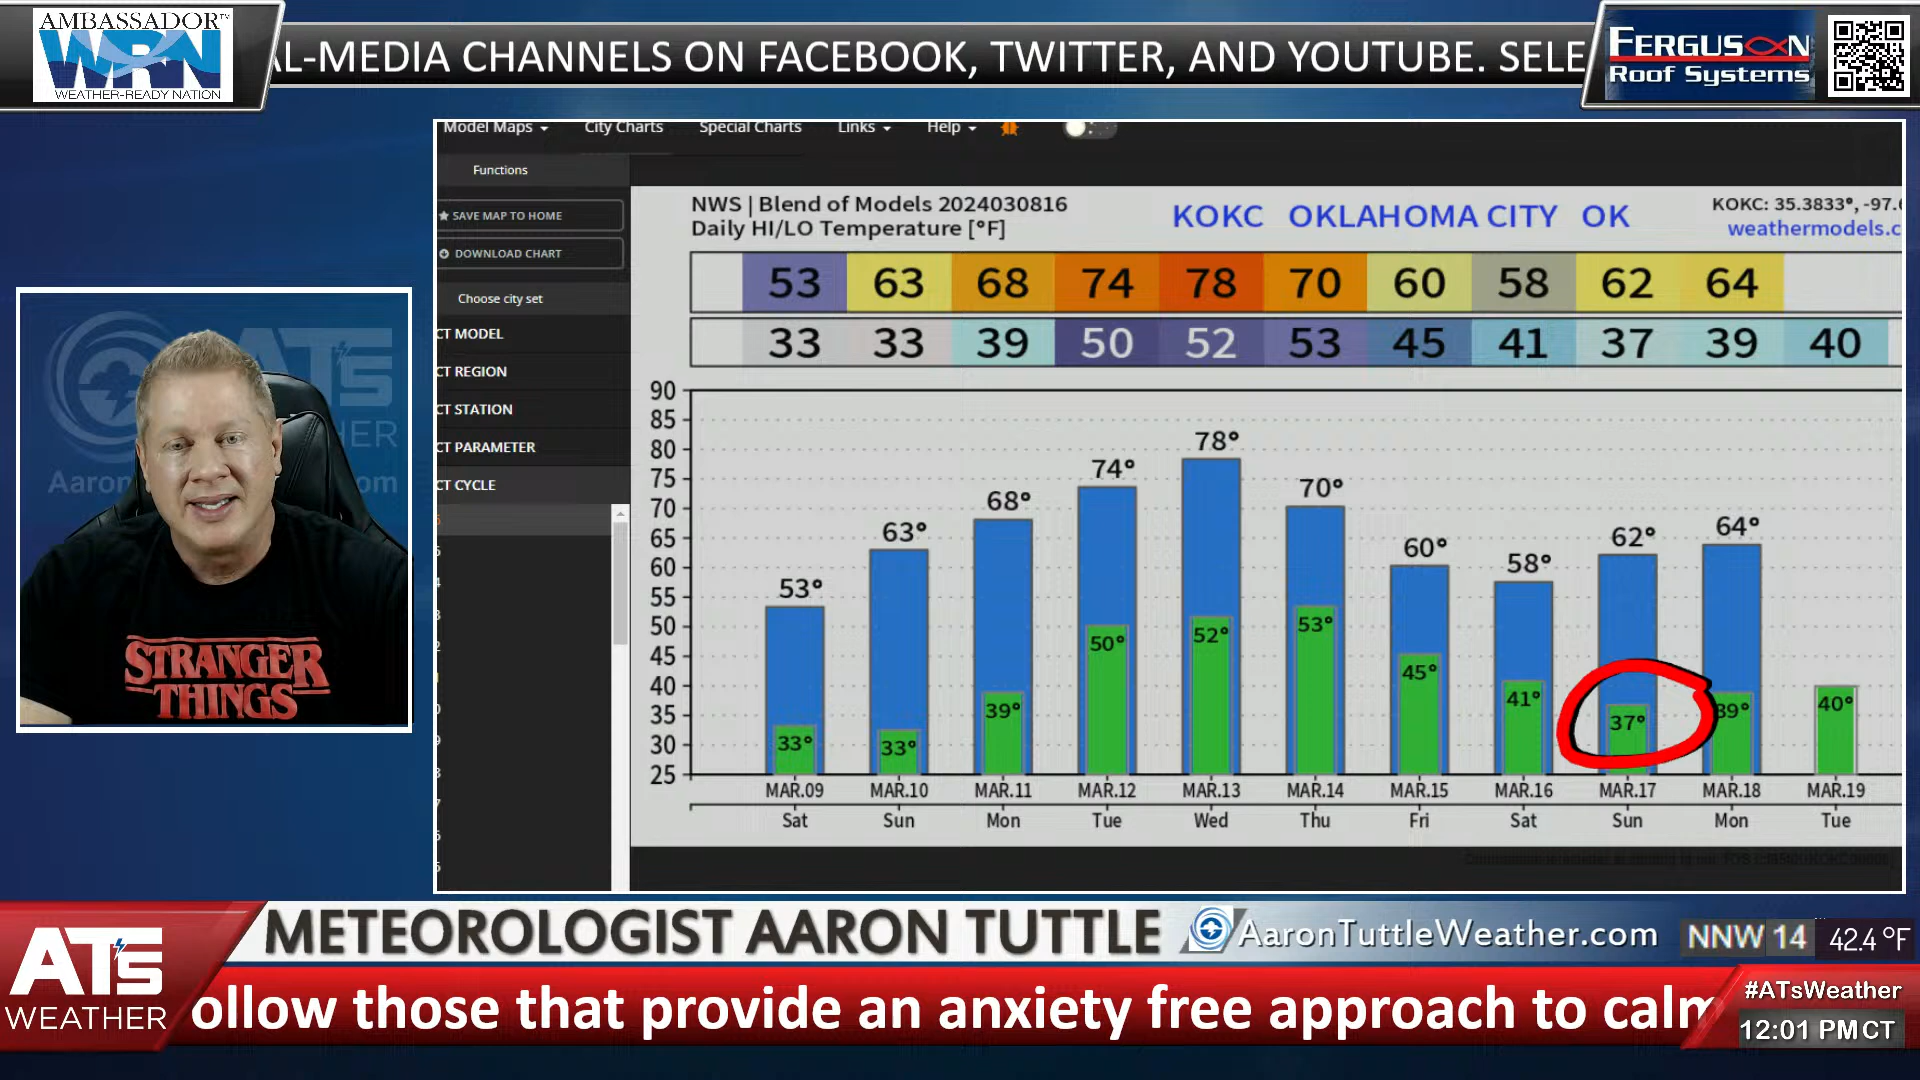 AMBASSADOR™
WRN
WEATHER-READY NATION
AL-MEDIA CHANNELS ON FACEBOOK, TWITTER, AND YOUTUBE. SELE
FERGUSON
Roof Systems
Model Maps
City Charts
Special Charts
Links
Help
Functions
SAVE MAP TO HOME
DOWNLOAD CHART
Choose city set
CT MODEL
CT REGION
CT STATION
CT PARAMETER
CT CYCLE
NWS | Blend of Models 2024030816
Daily HI/LO Temperature [°F]
KOKC OKLAHOMA CITY OK
KOKC: 35.3833°, -97.6
weathermodels.c
53 63 68 74 78 70 60 58 62 64
33 33 39 50 52 53 45 41 37 39 40
90
85
80
75
70
65
60
55
50
45
40
35
30
25
53° 63° 68° 74° 78° 70° 60° 58° 62° 64°
33° 33° 39° 50° 52° 53° 45° 41° 37° 39° 40°
MAR.09 MAR.10 MAR.11 MAR.12 MAR.13 MAR.14 MAR.15 MAR.16 MAR.17 MAR.18 MAR.19
Sat Sun Mon Tue Wed Thu Fri Sat Sun Mon Tue
ATs
HER
Aaron
om
STRANGER
THINGS
METEOROLOGIST AARON TUTTLE
AaronTuttleWeather.com
NNW 14
42.4 °F
ATs
WEATHER
ollow those that provide an anxiety free approach to calm
#ATsWeather
12:01 PM CT